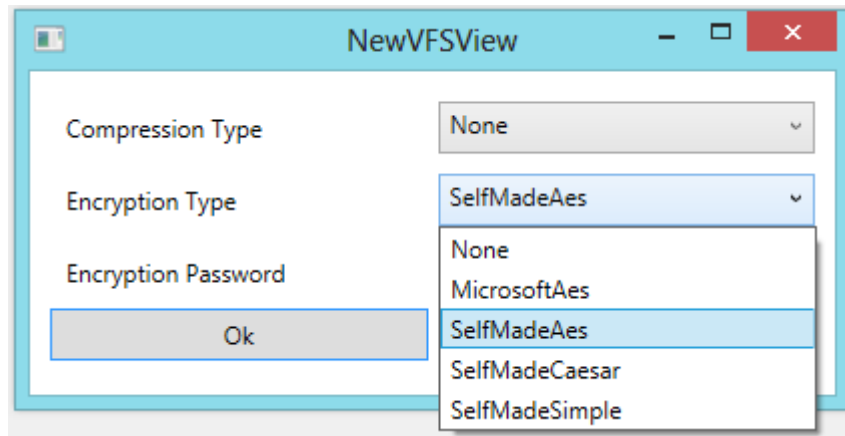 NewVFSView
Compression Type None
Encryption Type SelfMadeAes
None
Encryption Password
MicrosoftAes
Ok SelfMadeAes
SelfMadeCaesar
SelfMadeSimple